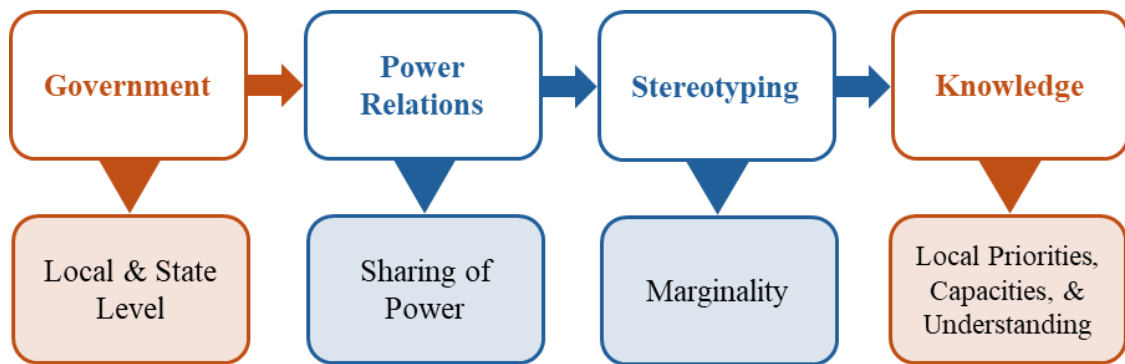 Government
Power
Relations
Stereotyping
Knowledge
Local & State
Level
Sharing of
Power
Marginality
Local Priorities,
Capacities, &
Understanding